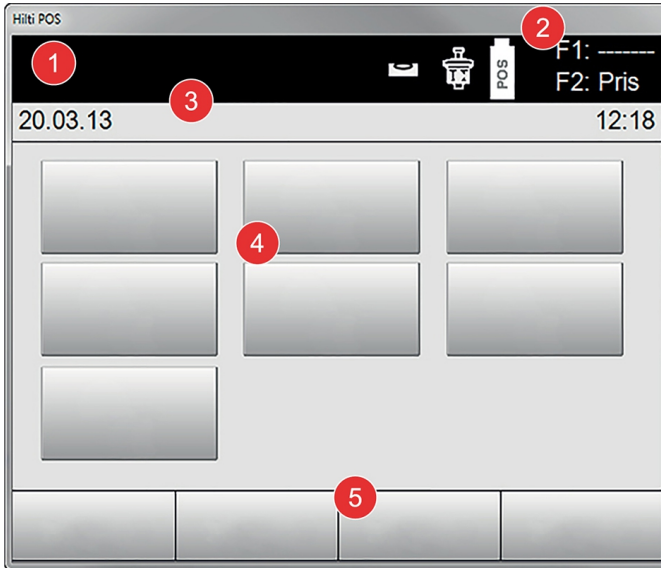 Hilti POS
1
2
F1: -------
POS
F2: Pris
3
20.03.13
12:18
4
5